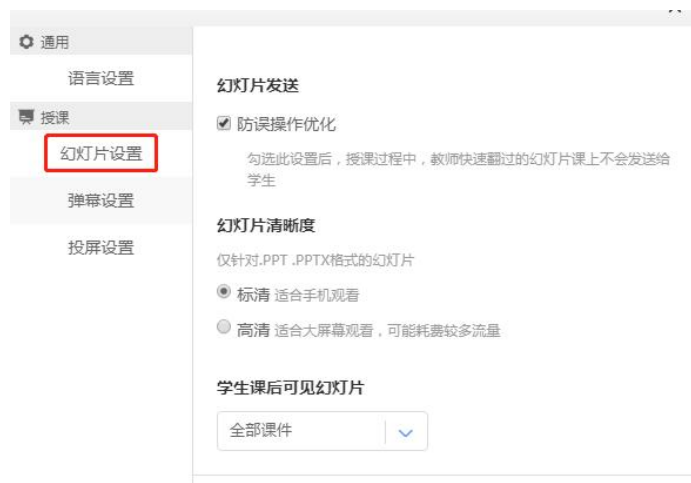 通用
语言设置
授课
幻灯片设置
弹幕设置
投屏设置
幻灯片发送
防误操作优化
勾选此设置后，授课过程中，教师快速翻过的幻灯片课上不会发送给
学生
幻灯片清晰度
仅针对.PPT .PPTX格式的幻灯片
标清 适合手机观看
高清 适合大屏幕观看，可能耗费较多流量
学生课后可见幻灯片
全部课件